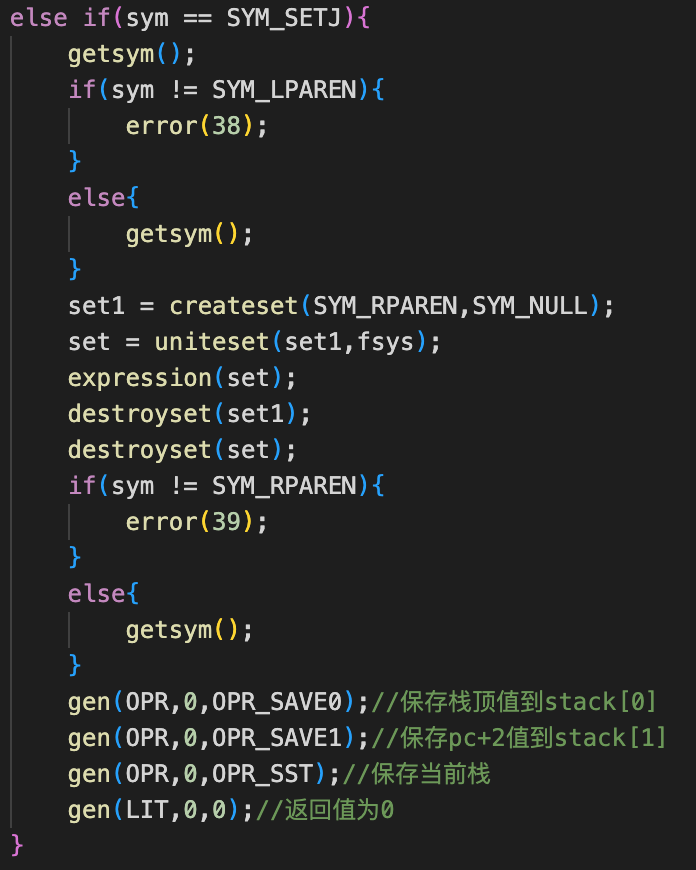 else if(sym == SYM_SETJ){
    getsym();
    if(sym != SYM_LPAREN){
        error(38);
    }
    else{
        getsym();
    }
    set1 = createset(SYM_RPAREN,SYM_NULL);
    set = uniteset(set1,fsys);
    expression(set);
    destroyset(set1);
    destroyset(set);
    if(sym != SYM_RPAREN){
        error(39);
    }
    else{
        getsym();
    }
    gen(OPR,0,OPR_SAVE0);//保存栈顶值到stack[0]
    gen(OPR,0,OPR_SAVE1);//保存pc+2值到stack[1]
    gen(OPR,0,OPR_SST);//保存当前栈
    gen(LIT,0,0);//返回值为0
}